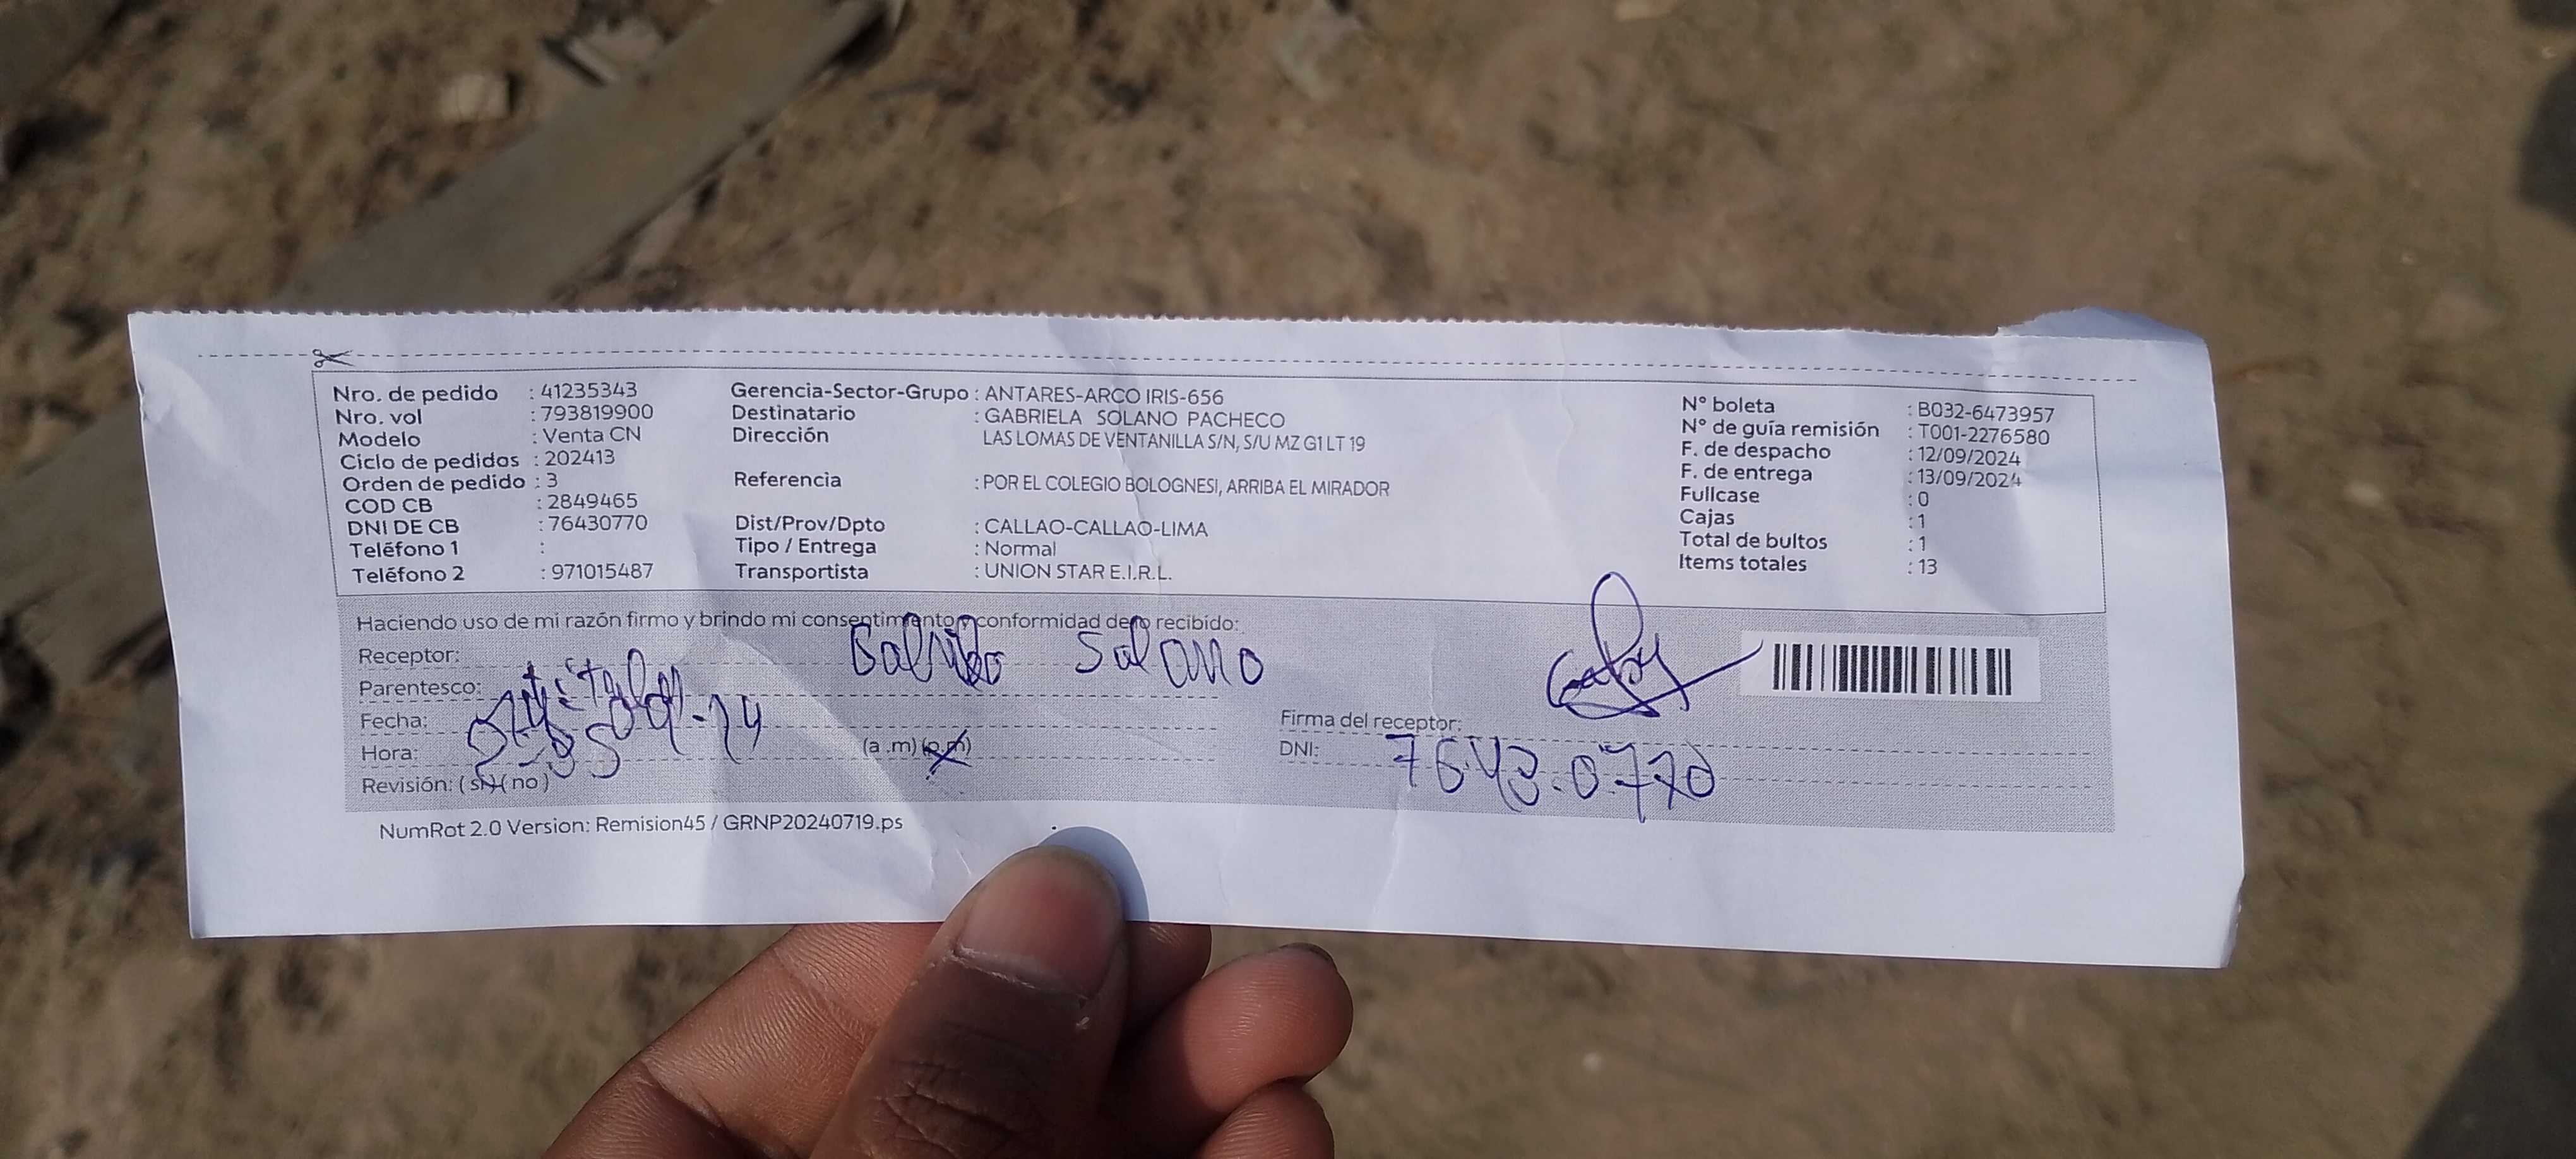 Nro. de pedido : 41235343
Nro. vol : 793819900
Modelo : Venta CN
Ciclo de pedidos : 202413
Orden de pedido : 3
COD CB : 2849465
DNI DE CB : 76430770
Teléfono 1 :
Teléfono 2 : 971015487
Gerencia-Sector-Grupo : ANTARES-ARCO IRIS-656
Destinatario : GABRIELA SOLANO PACHECO
Dirección LAS LOMAS DE VENTANILLA S/N, S/U MZ G1 LT 19
Referencia : POR EL COLEGIO BOLOGNESI, ARRIBA EL MIRADOR
Dist/Prov/Dpto : CALLAO-CALLAO-LIMA
Tipo / Entrega : Normal
Transportista : UNION STAR E.I.R.L.
N° boleta : B032-6473957
N° de guía remisión : T001-2276580
F. de despacho : 12/09/2024
F. de entrega : 13/09/2024
Fullcase : 0
Cajas : 1
Total de bultos : 1
Items totales : 13
Haciendo uso de mi razón firmo y brindo mi consentimento y conformidad de lo recibido:
Receptor: Solano
Parentesco:
Fecha:
Hora: (a .m) (p.m)
Revisión: ( si ) ( no )
Gaby
Firma del receptor:
DNI: 7643.0770
NumRot 2.0 Version: Remision45 / GRNP20240719.ps